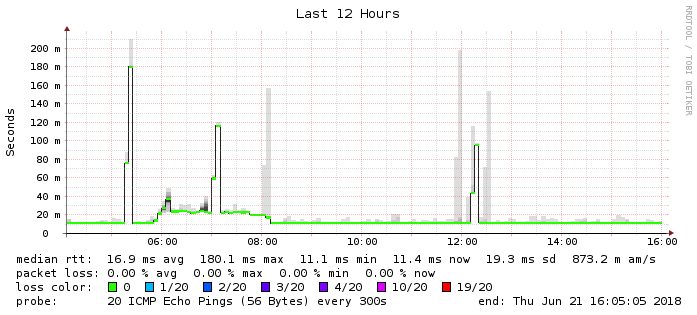 Last 12 Hours
RRDTOOL / TOBI OETIKER
Seconds
200 m
180 m
160 m
140 m
120 m
100 m
80 m
60 m
40 m
20 m
0
06:00 08:00 10:00 12:00 14:00 16:00
median rtt: 16.9 ms avg 180.1 ms max 11.1 ms min 11.4 ms now 19.3 ms sd 873.2 m am/s
packet loss: 0.00 % avg 0.00 % max 0.00 % min 0.00 % now
loss color: 0 1/20 2/20 3/20 4/20 10/20 19/20
probe: 20 ICMP Echo Pings (56 Bytes) every 300s end: Thu Jun 21 16:05:05 2018